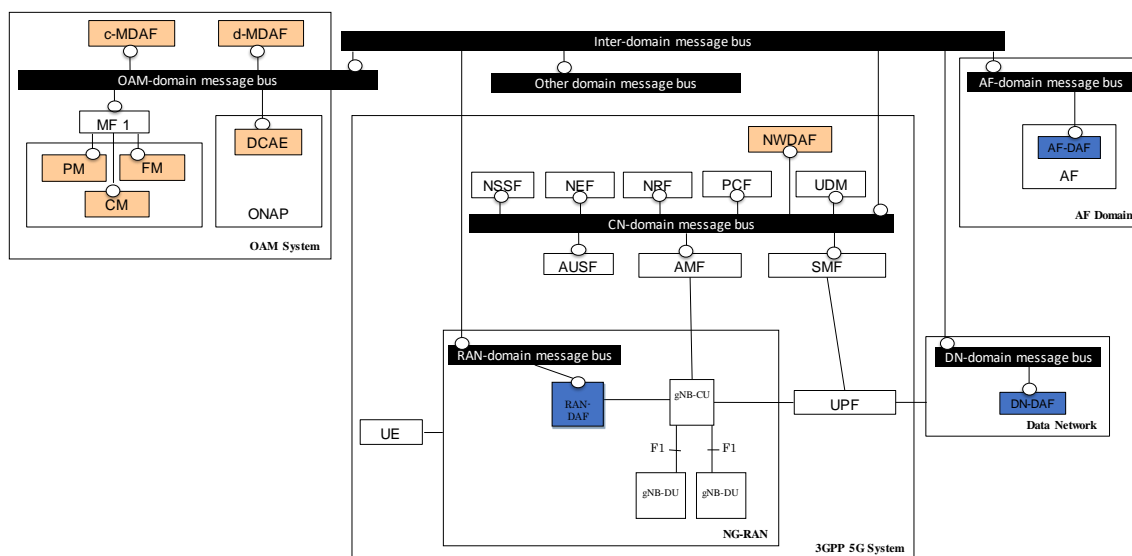 c-MDAF
d-MDAF
Inter-domain message bus
OAM-domain message bus
Other domain message bus
AF-domain message bus
MF 1
DCAE
PM
FM
CM
ONAP
OAM System
NWDAF
AF-DAF
AF
AF Domain
NSSF
NEF
NRF
PCF
UDM
CN-domain message bus
AUSF
AMF
SMF
RAN-domain message bus
DN-domain message bus
RAN-
DAF
gNB-CU
UPF
DN-DAF
Data Network
UE
F1
F1
gNB-DU
gNB-DU
NG-RAN
3GPP 5G System